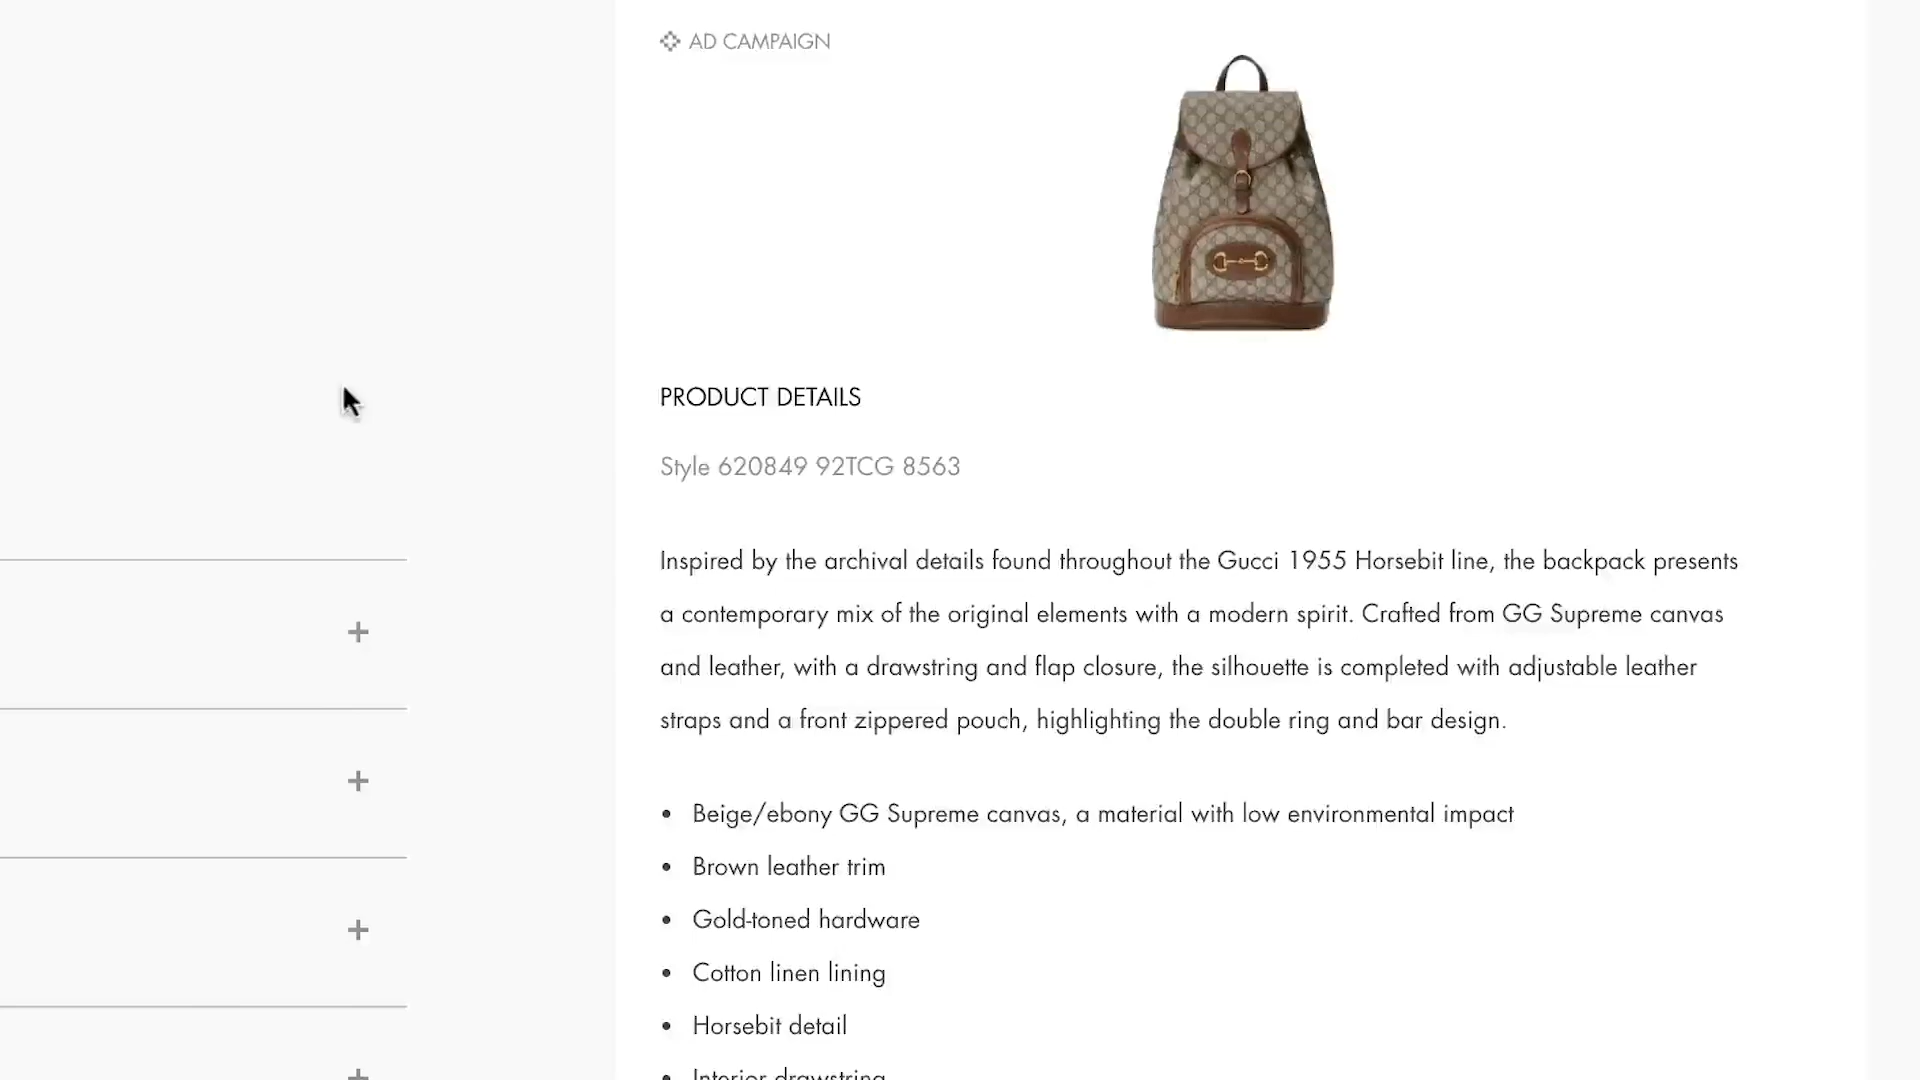 AD CAMPAIGN
PRODUCT DETAILS
Style 620849 92TCG 8563
Inspired by the archival details found throughout the Gucci 1955 Horsebit line, the backpack presents
a contemporary mix of the original elements with a modern spirit. Crafted from GG Supreme canvas
and leather, with a drawstring and flap closure, the silhouette is completed with adjustable leather
straps and a front zippered pouch, highlighting the double ring and bar design.
• Beige/ebony GG Supreme canvas, a material with low environmental impact
• Brown leather trim
• Gold-toned hardware
• Cotton linen lining
• Horsebit detail
• Interior drawstring